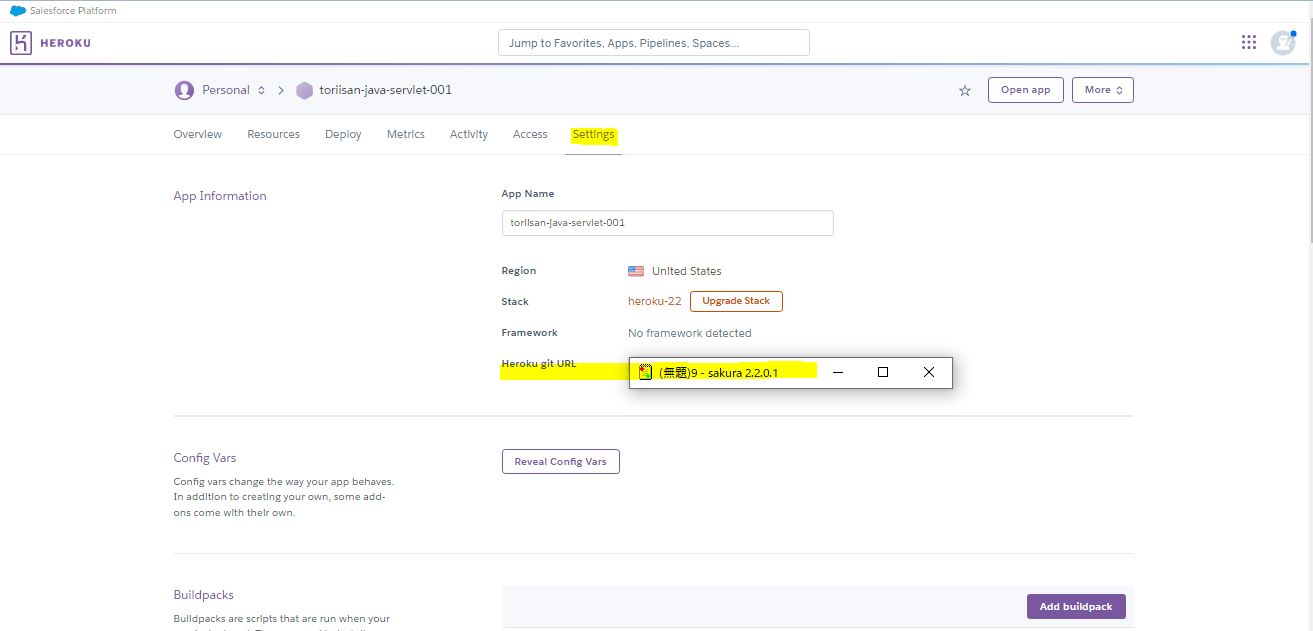 Salesforce Platform
HEROKU
Jump to Favorites, Apps, Pipelines, Spaces...
Personal
toriisan-java-servlet-001
Open app
More
Overview
Resources
Deploy
Metrics
Activity
Access
Settings
App Information
App Name
toriisan-java-servlet-001
Region
United States
Stack
heroku-22
Upgrade Stack
Framework
No framework detected
Heroku git URL
(無題)9 - sakura 2.2.0.1
Config Vars
Config vars change the way your app behaves.
In addition to creating your own, some add-
ons come with their own.
Reveal Config Vars
Buildpacks
Buildpacks are scripts that are run when your
Add buildpack